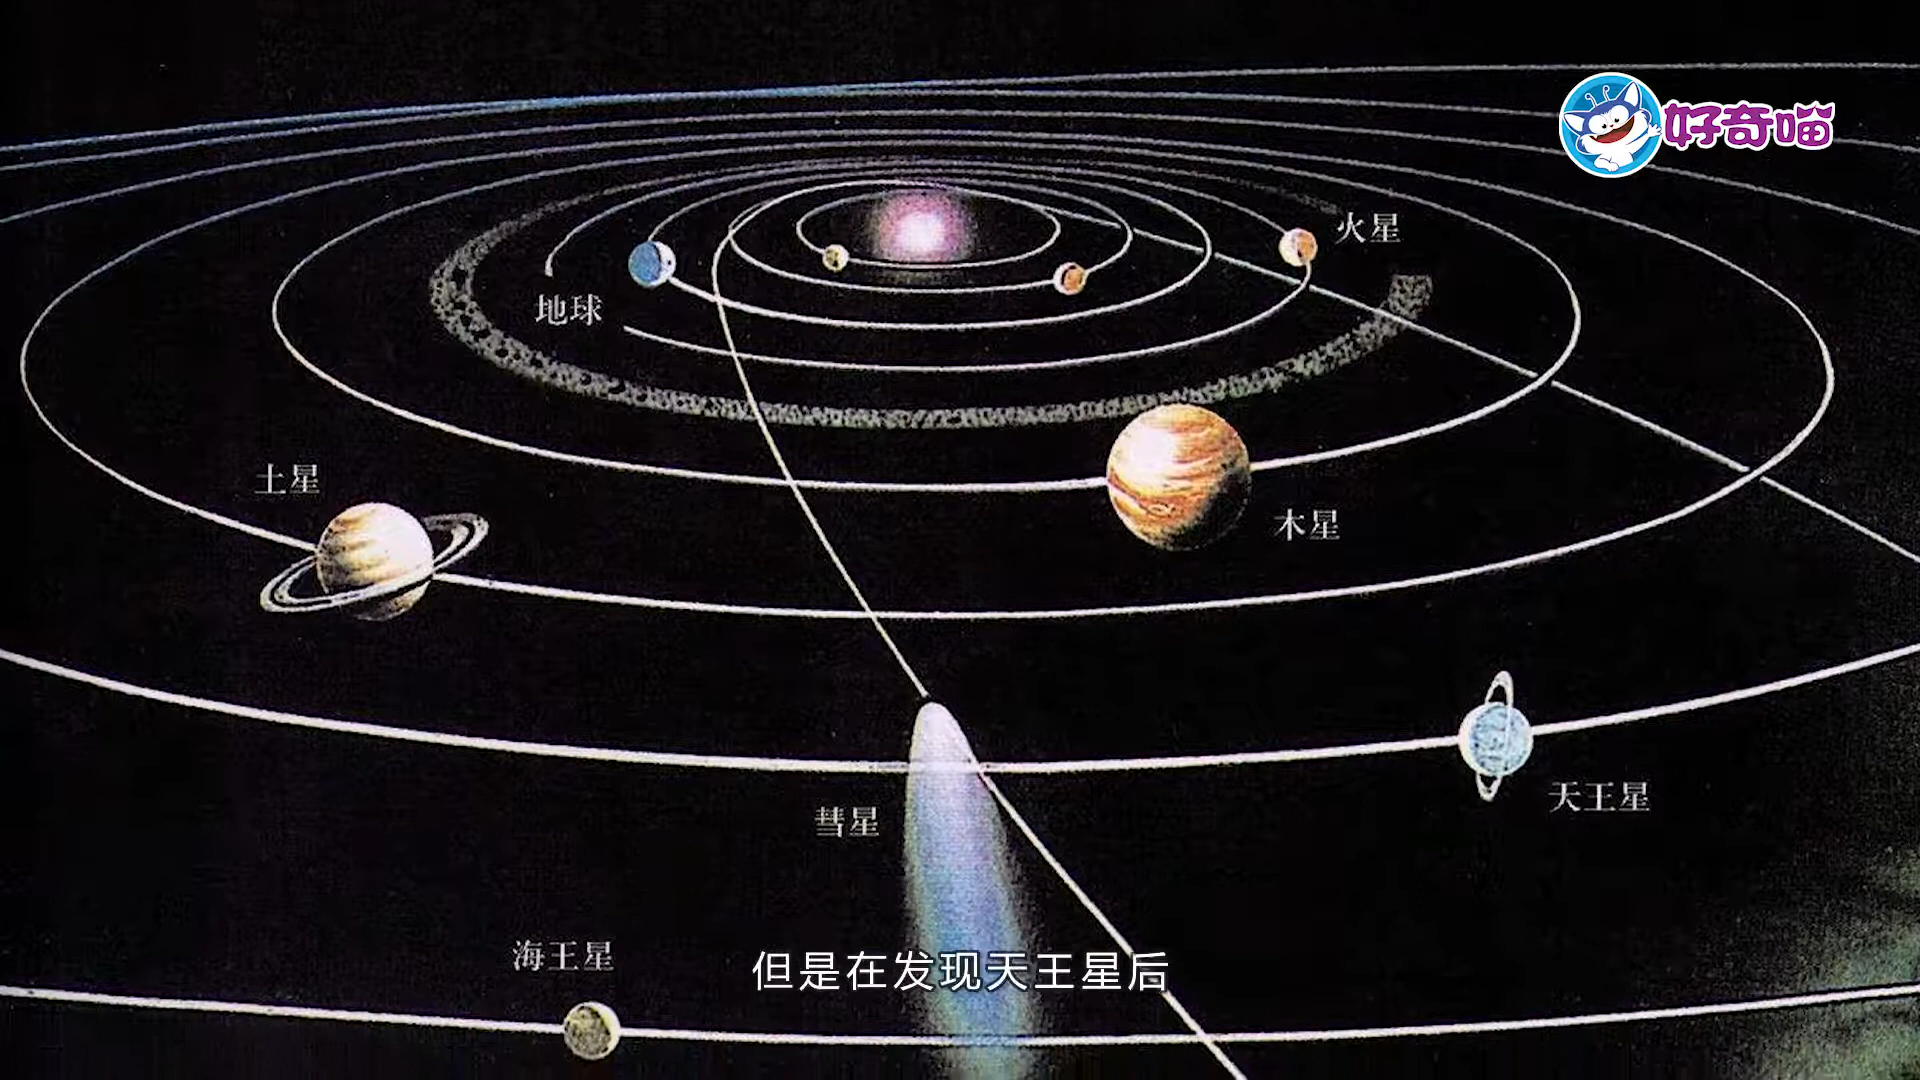 好奇喵
火星
地球
土星
木星
天王星
彗星
海王星
但是在发现天王星后